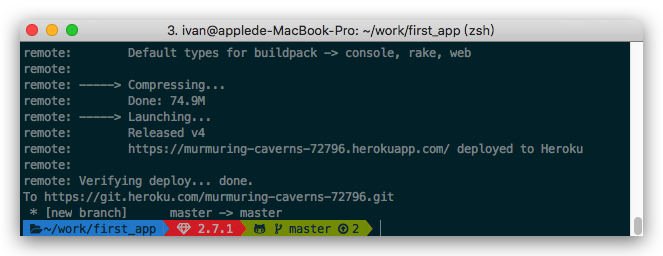 3. ivan@applede-MacBook-Pro: ~/work/first_app (zsh)
remote:        Default types for buildpack -> console, rake, web
remote:
remote: -----> Compressing...
remote:        Done: 74.9M
remote: -----> Launching...
remote:        Released v4
remote:        https://murmuring-caverns-72796.herokuapp.com/ deployed to Heroku
remote:
remote: Verifying deploy... done.
To https://git.heroku.com/murmuring-caverns-72796.git
 * [new branch]      master -> master
~/work/first_app 2.7.1 master 2